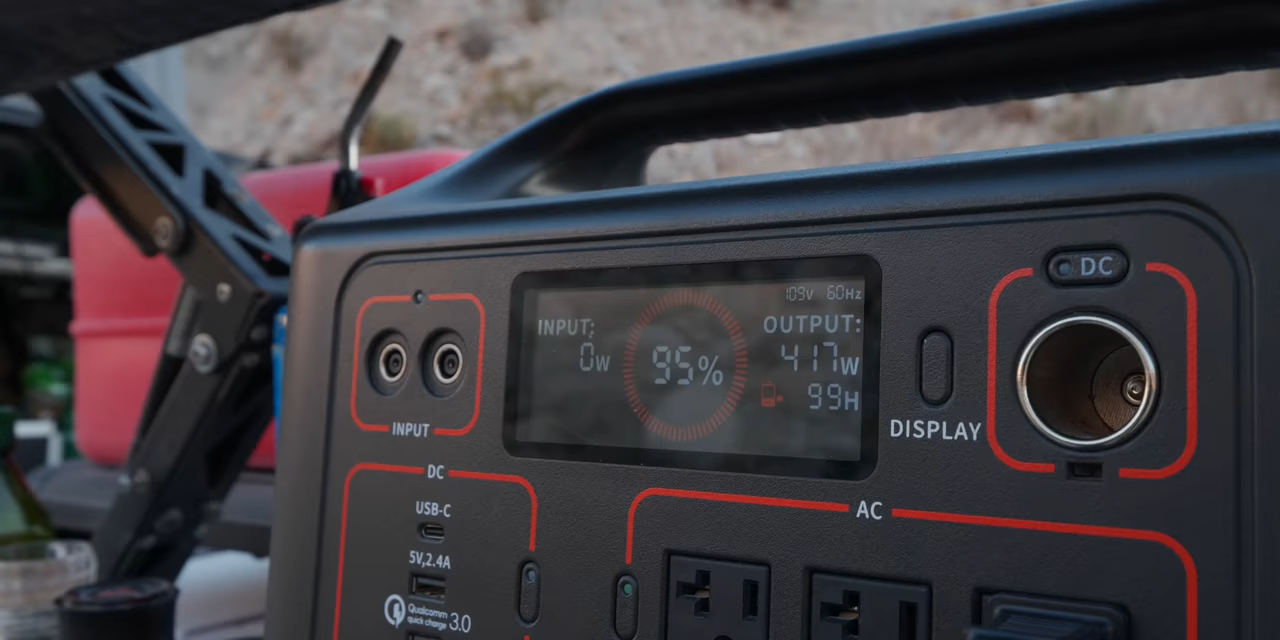 109V 60Hz
INPUT:
0W
95%
OUTPUT:
417W
99H
DC
INPUT
DISPLAY
DC
USB-C
5V,2.4A
Qualcomm
quick charge 3.0
AC